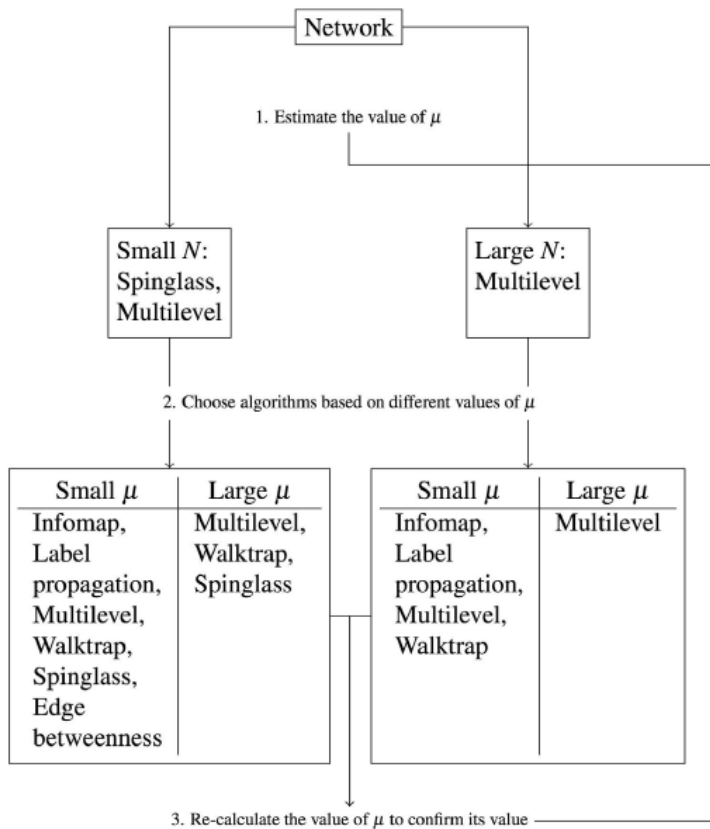 Network
1. Estimate the value of μ
Small N:
Spinglass,
Multilevel
Large N:
Multilevel
2. Choose algorithms based on different values of μ
Small μ
Large μ
Infomap,
Label
propagation,
Multilevel,
Walktrap,
Spinglass,
Edge
betweenness
Multilevel,
Walktrap,
Spinglass
Small μ
Large μ
Infomap,
Label
propagation,
Multilevel,
Walktrap
Multilevel
3. Re-calculate the value of μ to confirm its value